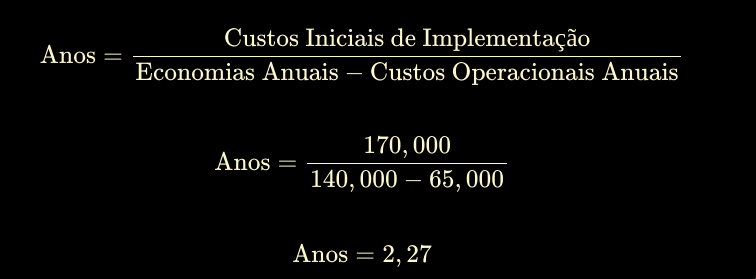 Anos = Custos Iniciais de Implementação / Economias Anuais − Custos Operacionais Anuais
Anos = 170,000 / 140,000 − 65,000
Anos = 2,27